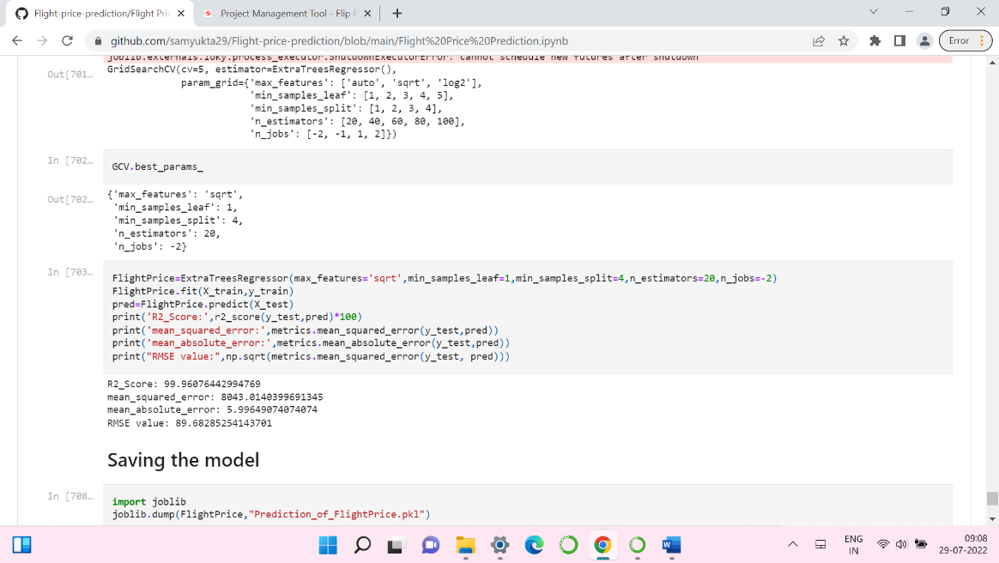 Flight-price-prediction/Flight Pric
Project Management Tool - Flip R
github.com/samyukta29/Flight-price-prediction/blob/main/Flight%20Price%20Prediction.ipynb
Error
joblib.externals.loky.process_executor.ShutdownExecutorError: cannot schedule new futures after shutdown
Out[701… GridSearchCV(cv=5, estimator=ExtraTreesRegressor(),
param_grid={'max_features': ['auto', 'sqrt', 'log2'],
'min_samples_leaf': [1, 2, 3, 4, 5],
'min_samples_split': [1, 2, 3, 4],
'n_estimators': [20, 40, 60, 80, 100],
'n_jobs': [-2, -1, 1, 2]})
In [702… GCV.best_params_
Out[702… {'max_features': 'sqrt',
'min_samples_leaf': 1,
'min_samples_split': 4,
'n_estimators': 20,
'n_jobs': -2}
In [703… FlightPrice=ExtraTreesRegressor(max_features='sqrt',min_samples_leaf=1,min_samples_split=4,n_estimators=20,n_jobs=-2)
FlightPrice.fit(X_train,y_train)
pred=FlightPrice.predict(X_test)
print('R2_Score:',r2_score(y_test,pred)*100)
print('mean_squared_error:',metrics.mean_squared_error(y_test,pred))
print('mean_absolute_error:',metrics.mean_absolute_error(y_test,pred))
print("RMSE value:",np.sqrt(metrics.mean_squared_error(y_test, pred)))
R2_Score: 99.96076442994769
mean_squared_error: 8043.0140399691345
mean_absolute_error: 5.99649074074074
RMSE value: 89.68285254143701
Saving the model
In [708… import joblib
joblib.dump(FlightPrice,"Prediction_of_FlightPrice.pkl")
ENG
IN
09:08
29-07-2022